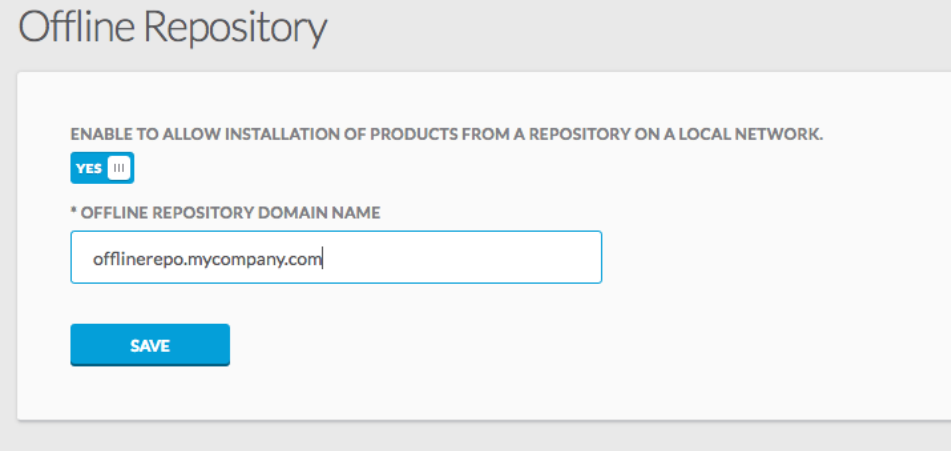 Offline Repository
ENABLE TO ALLOW INSTALLATION OF PRODUCTS FROM A REPOSITORY ON A LOCAL NETWORK.
YES
* OFFLINE REPOSITORY DOMAIN NAME
offlinerepo.mycompany.com
SAVE